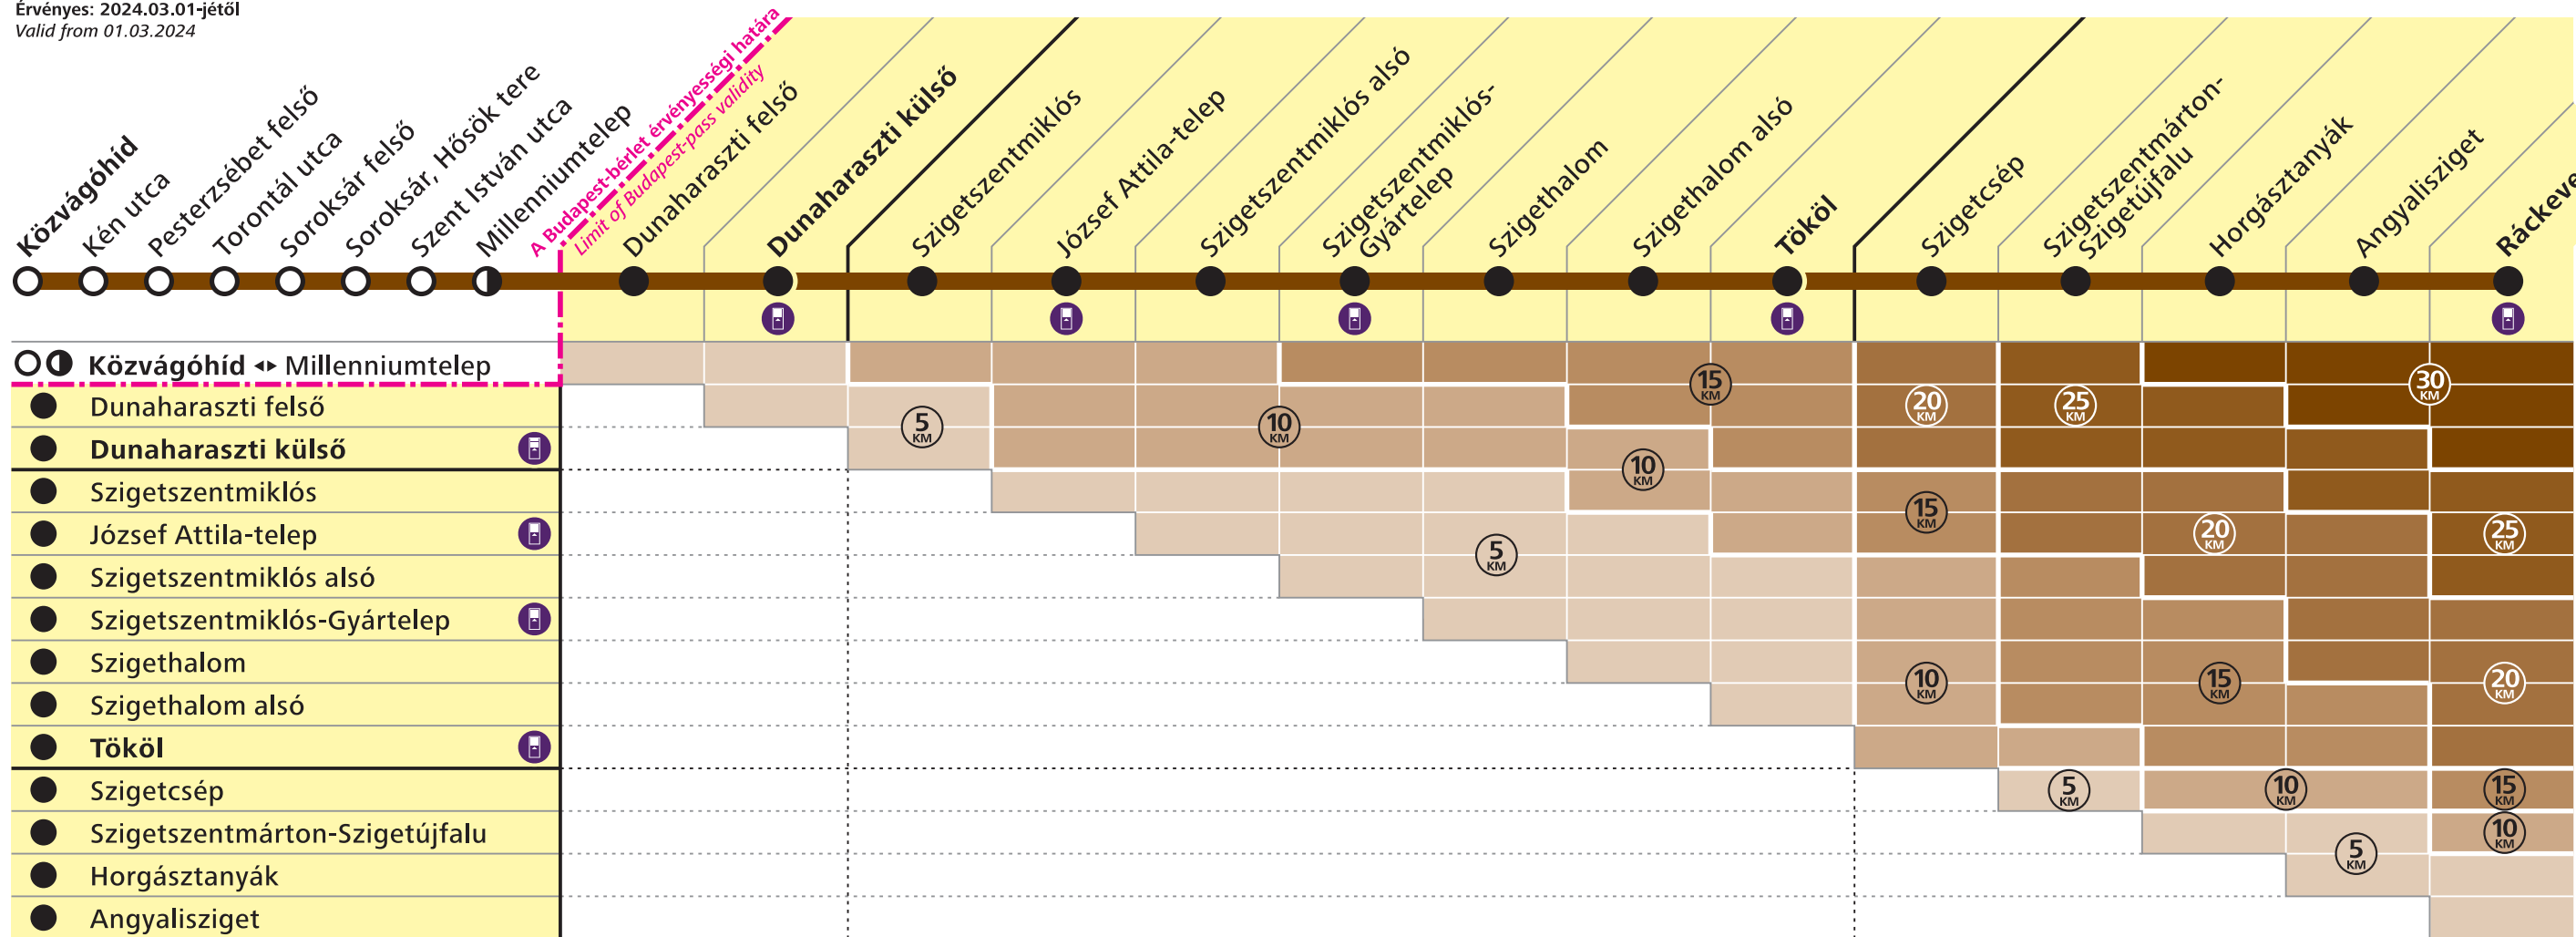 Érvényes: 2024.03.01-jétől
Valid from 01.03.2024
Közvágóhíd
Kén utca
Pesterzsébet felső
Torontál utca
Soroksár felső
Soroksár, Hősök tere
Szent István utca
Millenniumtelep
A Budapest-bérlet érvényességi határa
Limit of Budapest-pass validity
Dunaharaszti felső
Dunaharaszti külső
Szigetszentmiklós
József Attila-telep
Szigetszentmiklós alsó
Szigetszentmiklós-
Gyártelep
Szigethalom
Szigethalom alsó
Tököl
Szigetcsép
Szigetszentmárton-
Szigetújfalu
Horgásztanyák
Angyalisziget
Ráckeve
Közvágóhíd ◂▸ Millenniumtelep
15 KM
30 KM
Dunaharaszti felső
5 KM
10 KM
20 KM
25 KM
Dunaharaszti külső
10 KM
Szigetszentmiklós
15 KM
József Attila-telep
5 KM
20 KM
25 KM
Szigetszentmiklós alsó
Szigetszentmiklós-Gyártelep
Szigethalom
10 KM
15 KM
20 KM
Szigethalom alsó
Tököl
Szigetcsép
5 KM
10 KM
15 KM
Szigetszentmárton-Szigetújfalu
10 KM
5 KM
Horgásztanyák
Angyalisziget